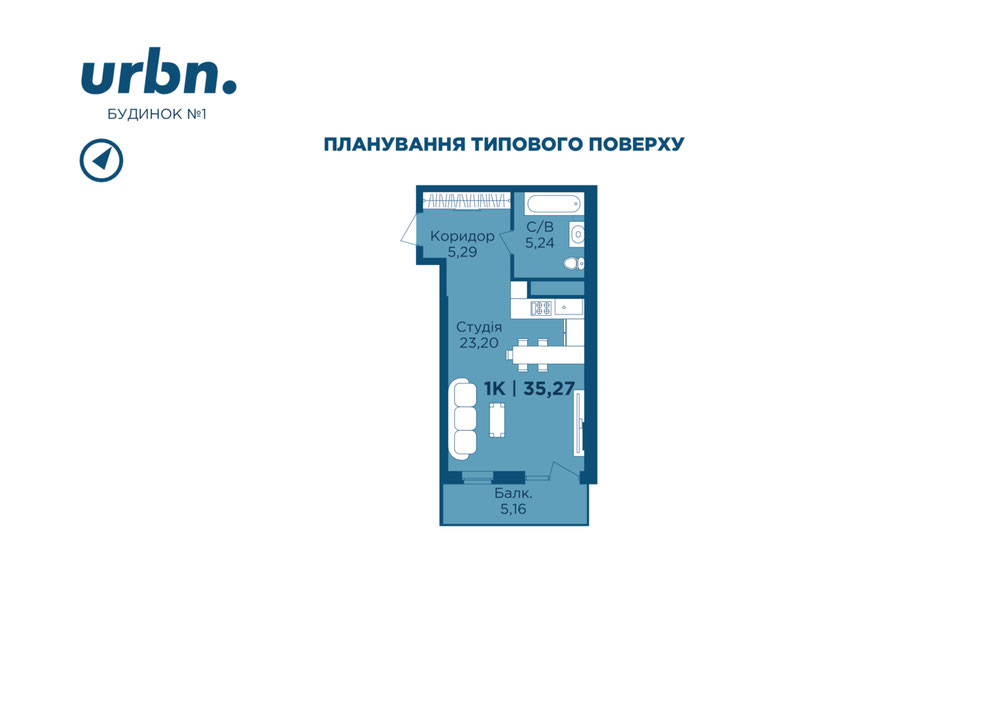 urbn.
БУДИНОК №1
ПЛАНУВАННЯ ТИПОВОГО ПОВЕРХУ
Коридор
5,29
С/В
5,24
Студія
23,20
1К | 35,27
Балк.
5,16